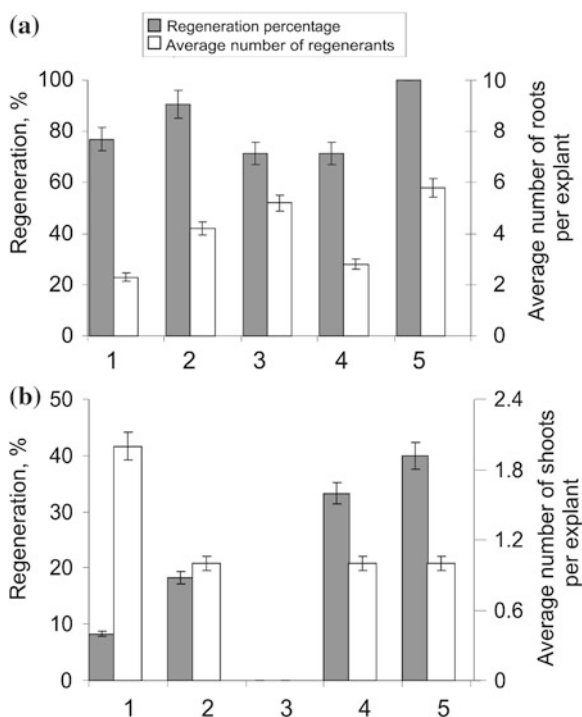 (a)
Regeneration percentage
Average number of regenerants
Regeneration, %
100
80
60
40
20
0
10
8
6
4
2
0
Average number of roots
per explant
1 2 3 4 5
(b)
Regeneration, %
50
40
30
20
10
0
2.4
1.8
1.2
0.6
0
Average number of shoots
per explant
1 2 3 4 5